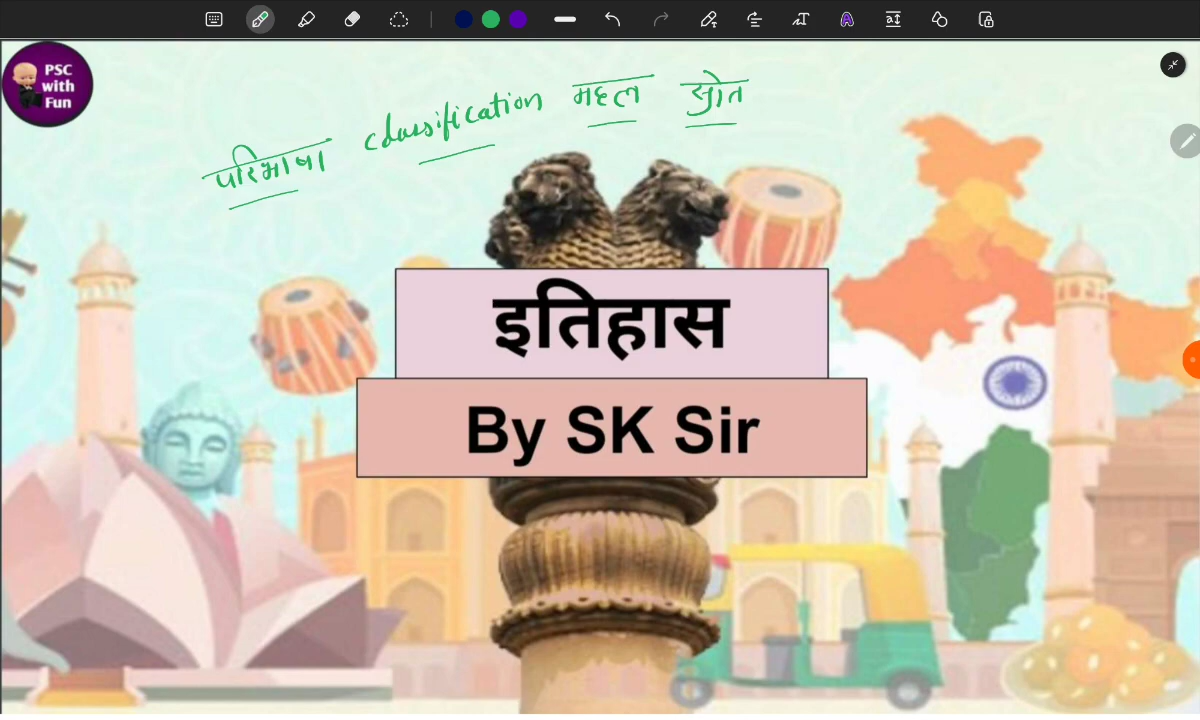 PSC
with
Fun
परिभाषा classification महत्व स्रोत
इतिहास
By SK Sir